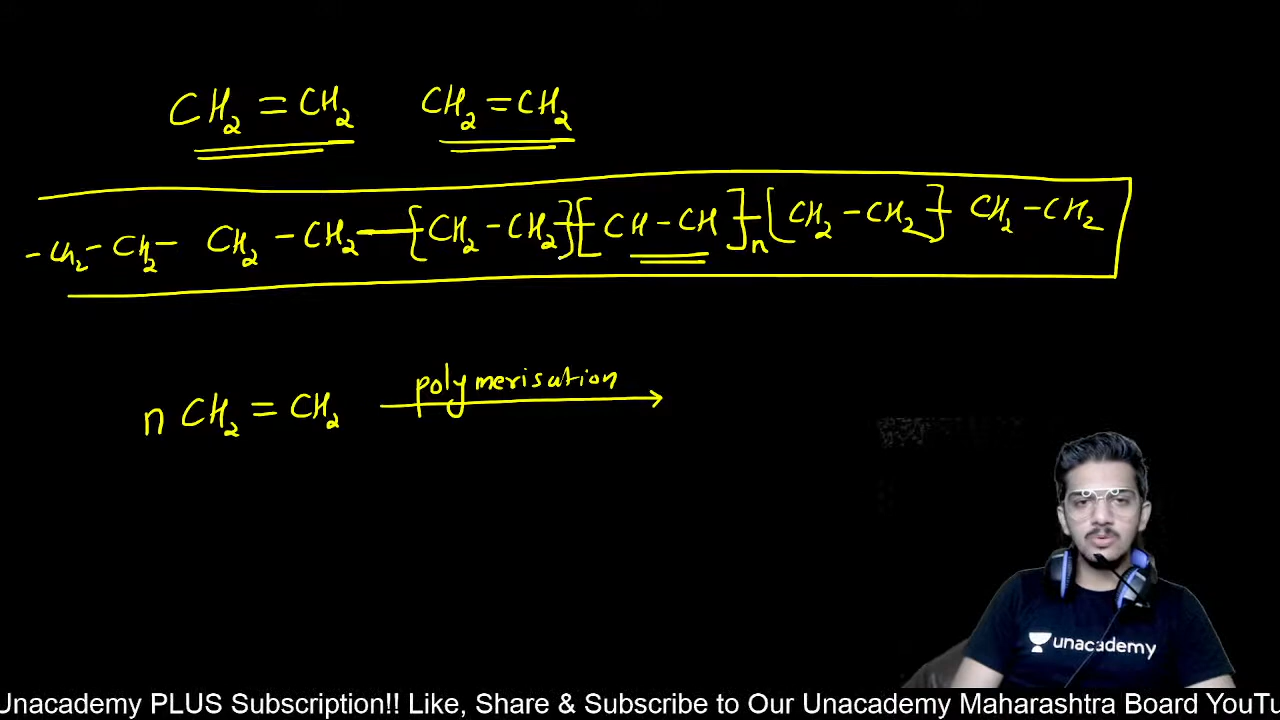 CH₂ = CH₂ CH₂ = CH₂
- CH₂ - CH₂ - CH₂ - CH₂ -[CH₂ - CH₂]-[CH - CH]-n[CH₂ - CH₂]- CH₂ - CH₂
n CH₂ = CH₂ polymerisation →
unacademy
Unacademy PLUS Subscription!! Like, Share & Subscribe to Our Unacademy Maharashtra Board YouTu